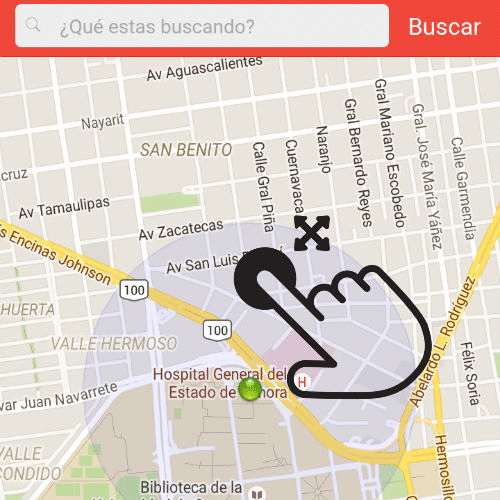 ¿Qué estas buscando?
Buscar
Av Aguascalientes
Nayarit
SAN BENITO
Calle Gral Piña
Cuernavaca
Naranjo
Gral Bernardo Reyes
Gral Mariano Escobedo
Gral. José María Yáñez
Calle Garmendia
cruz
Av Tamaulipas
Av Zacatecas
Av San Luis
s Encinas Johnson
100
100
HUERTA
VALLE HERMOSO
Hospital General del
Estado de
nora
H
Abelardo L. Rodríguez
Félix Soria
Hermosillo
var Juan Navarrete
VALLE
CONDIDO
Biblioteca de la